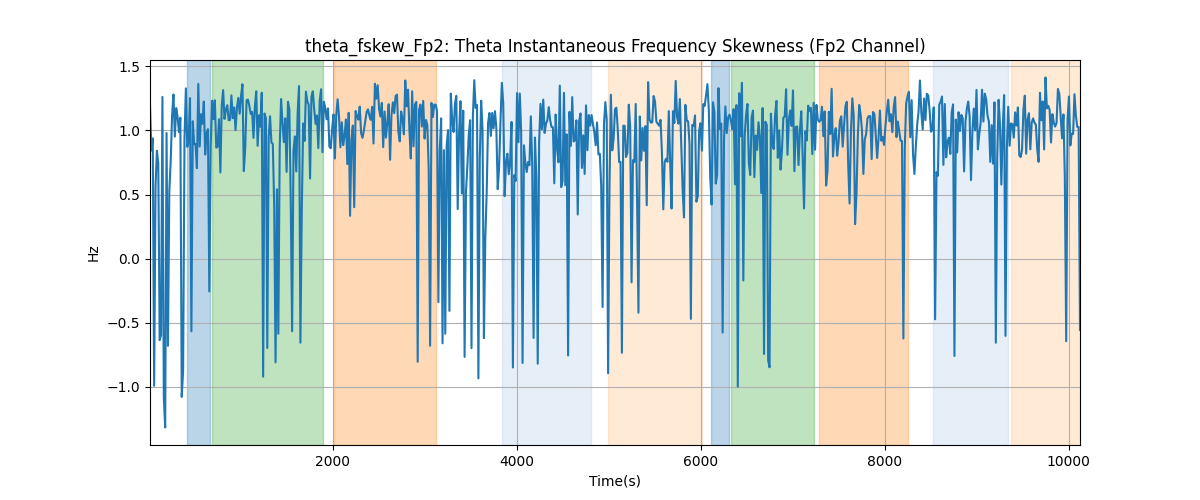 theta_fskew_Fp2: Theta Instantaneous Frequency Skewness (Fp2 Channel)
1.5
1.0
0.5
0.0
−0.5
−1.0
Hz
2000 4000 6000 8000 10000
Time(s)